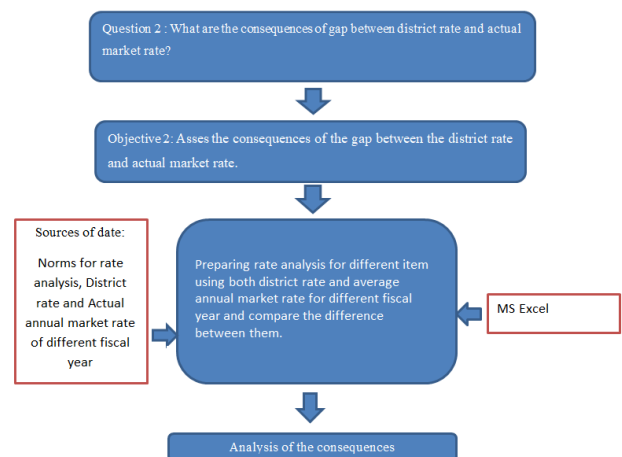 Question 2 : What are the consequences of gap between district rate and actual
market rate?
Objective 2: Asses the consequences of the gap between the district rate
and actual market rate.
Sources of date:
Norms for rate
analysis, District
rate and Actual
annual market rate
of different fiscal
year
Preparing rate analysis for different item
using both district rate and average
annual market rate for different fiscal
year and compare the difference
between them.
MS Excel
Analysis of the consequences